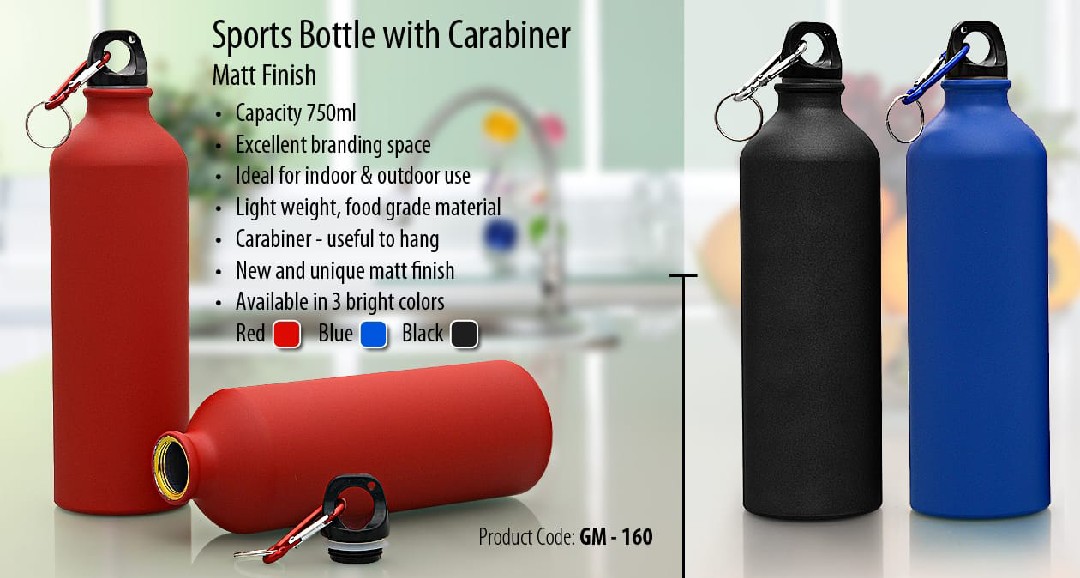 Sports Bottle with Carabiner
Matt Finish
• Capacity 750ml
• Excellent branding space
• Ideal for indoor & outdoor use
• Light weight, food grade material
• Carabiner - useful to hang
• New and unique matt finish
• Available in 3 bright colors
Red Blue Black
Product Code: GM - 160